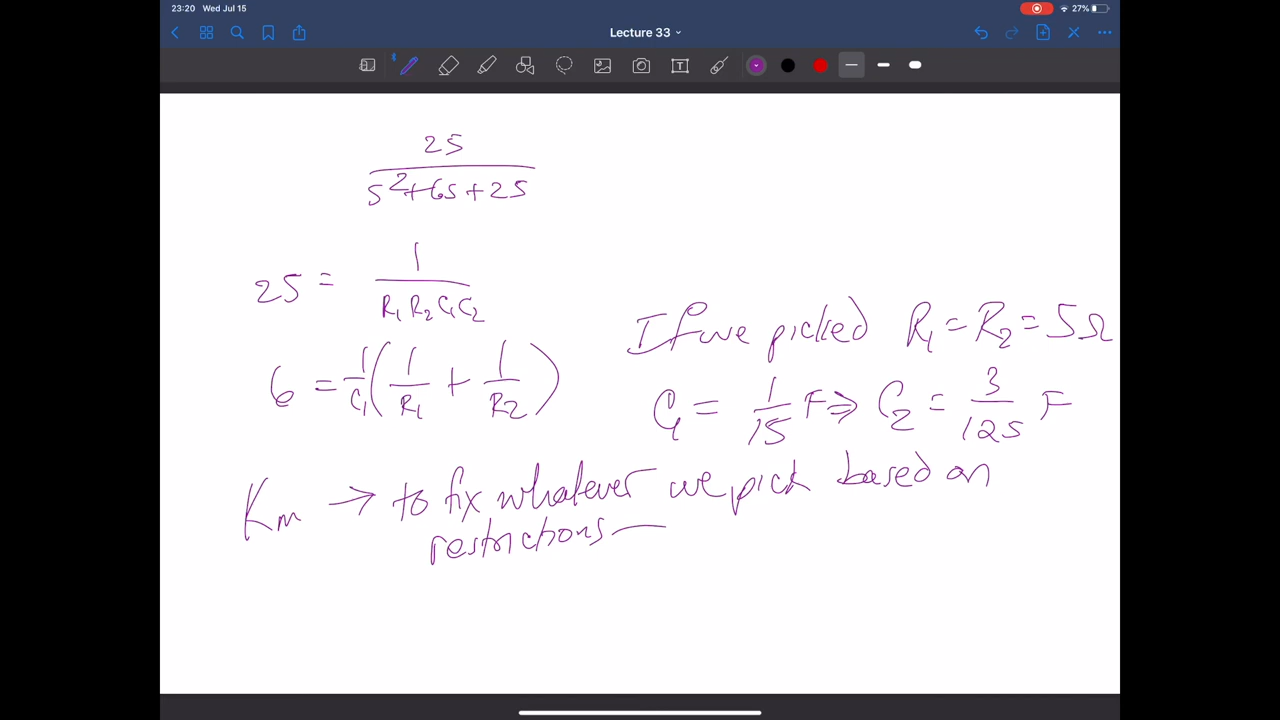 23:20 Wed Jul 15
27%
Lecture 33
25
s²+6s+25
25 = 1
R₁R₂C₁C₂
If we picked R₁ = R₂ = 5Ω
6 = 1/C₁ (1/R₁ + 1/R₂)
C₁ = 1/15 F ⇒ C₂ = 3/125 F
Km → to fix whatever we pick based on
restrictions